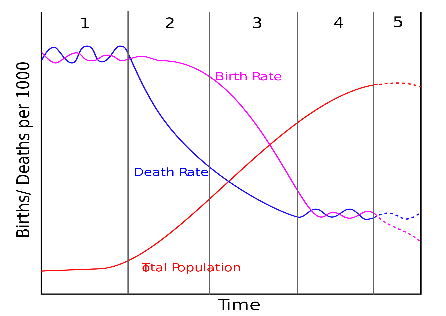 1 2 3 4 5
Birth Rate
Births/ Deaths per 1000
Death Rate
Total Population
Time